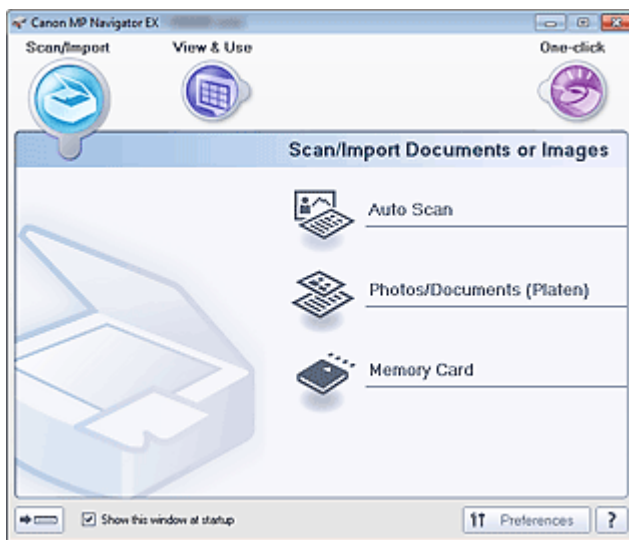 Canon MP Navigator EX
Scan/Import
View & Use
One-click
Scan/Import Documents or Images
Auto Scan
Photos/Documents (Platen)
Memory Card
Show this window at startup
Preferences
?